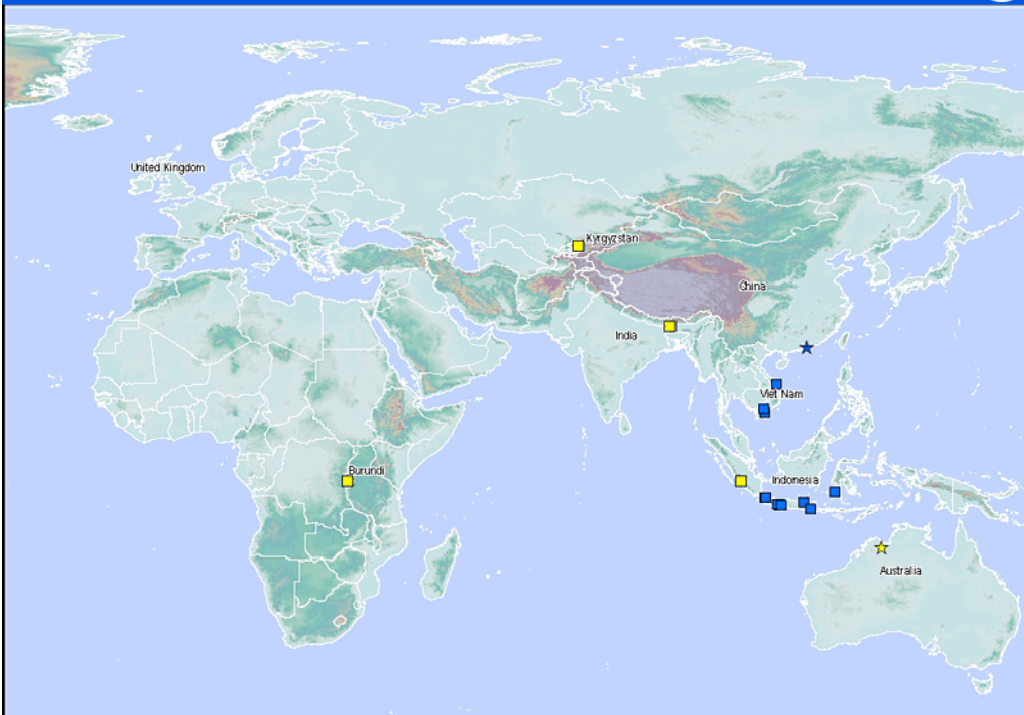 United Kingdom
Kyrgyzstan
China
India
Viet Nam
Burundi
Indonesia
Australia